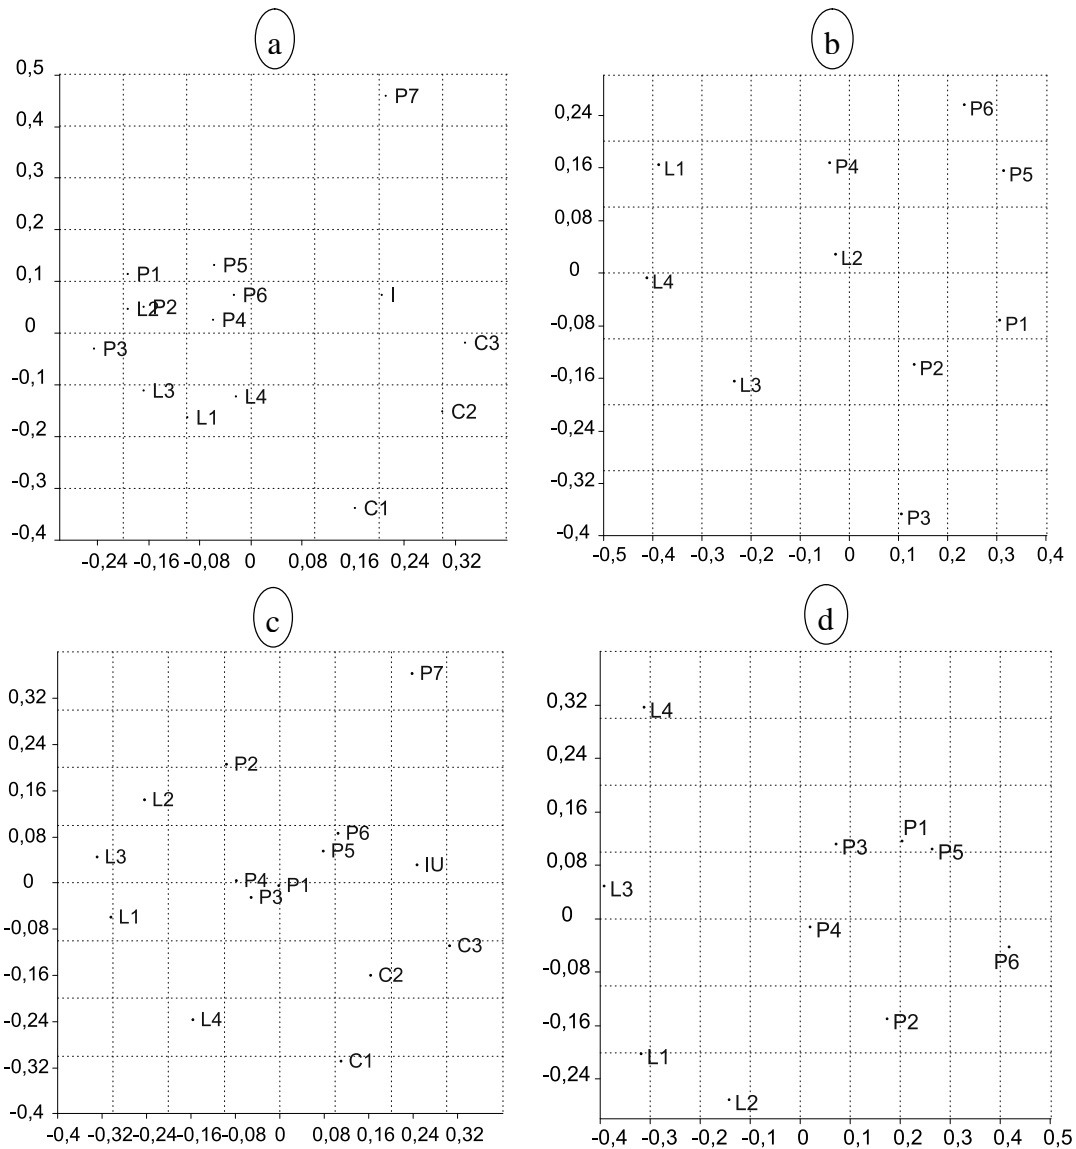 a
0,5
0,4
0,3
0,2
0,1
0
-0,1
-0,2
-0,3
-0,4
P7
P1
P5
L2
P2
P6
I
P4
P3
C3
L3
L4
L1
C2
C1
-0,24 -0,16 -0,08 0 0,08 0,16 0,24 0,32
b
0,24
0,16
0,08
0
-0,08
-0,16
-0,24
-0,32
-0,4
P6
L1
P4
P5
L2
L4
P1
P2
L3
P3
-0,5 -0,4 -0,3 -0,2 -0,1 0 0,1 0,2 0,3 0,4
c
0,32
0,24
0,16
0,08
0
-0,08
-0,16
-0,24
-0,32
-0,4
P7
P2
L2
P6
P5
L3
IU
P4
P1
P3
L1
C3
C2
L4
C1
-0,4 -0,32 -0,24 -0,16 -0,08 0 0,08 0,16 0,24 0,32
d
0,32
0,24
0,16
0,08
0
-0,08
-0,16
-0,24
L4
P1
P3
P5
L3
P4
P6
P2
L1
L2
-0,4 -0,3 -0,2 -0,1 0 0,1 0,2 0,3 0,4 0,5